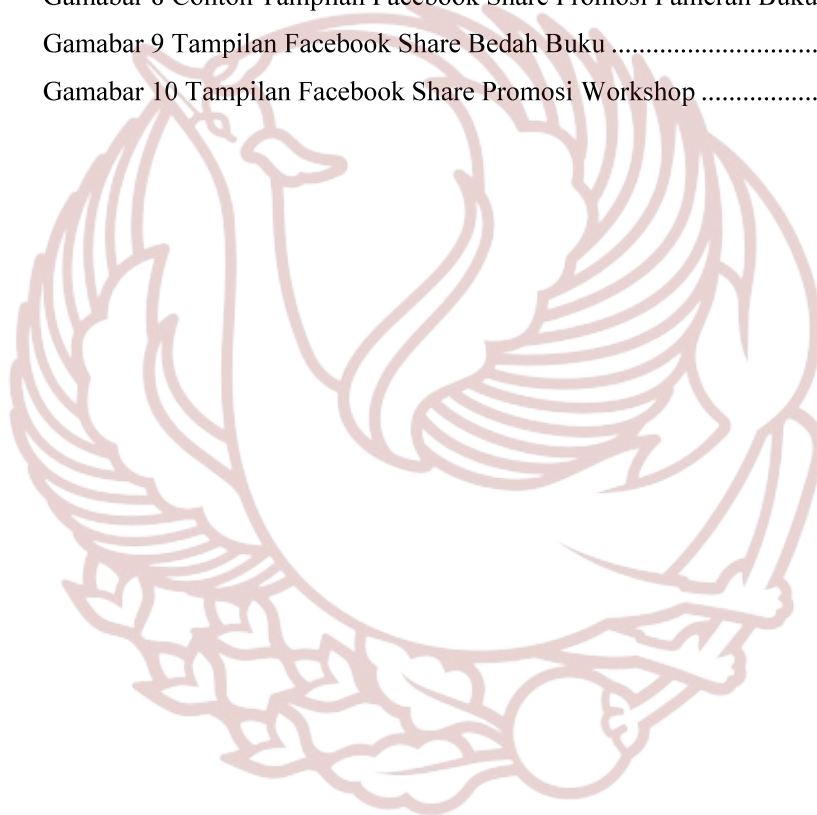 Gamabar 8 Contoh Tampilan Facebook Share Promosi Pameran Buku
Gamabar 9 Tampilan Facebook Share Bedah Buku ..............................
Gamabar 10 Tampilan Facebook Share Promosi Workshop .................